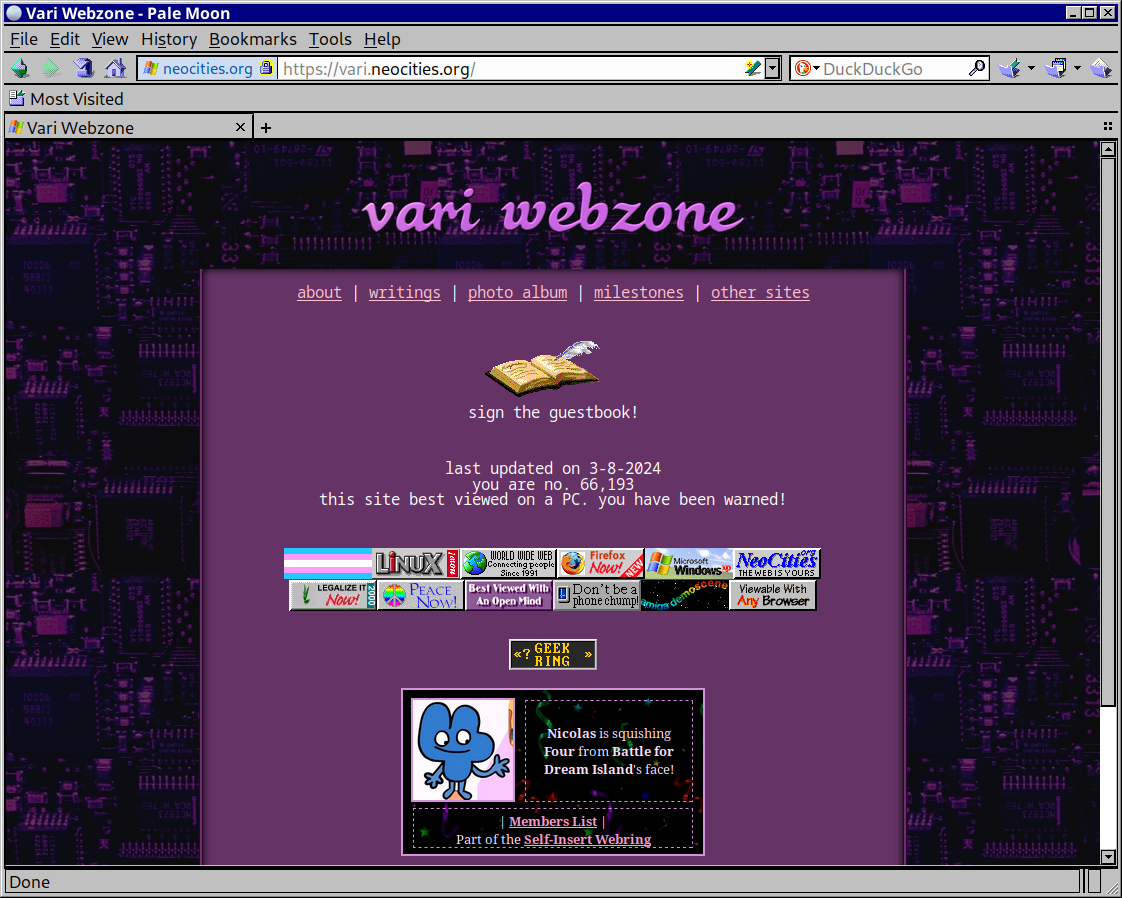 Vari Webzone - Pale Moon
File Edit View History Bookmarks Tools Help
neocities.org https://vari.neocities.org/ DuckDuckGo
Most Visited
Vari Webzone
vari webzone
about | writings | photo album | milestones | other sites
sign the guestbook!
last updated on 3-8-2024
you are no. 66,193
this site best viewed on a PC. you have been warned!
LINUX now!
WORLD WIDE WEB
Connecting people
Since 1991
Firefox
Now! NEW
Microsoft
Windows xp
NeoCities.org
THE WEB IS YOURS
LEGALIZE IT
Now! 2000
PEACE
NOW!
Best Viewed With
An Open Mind
Don't be a
phone chump!
amiga demoscene
Viewable With
Any Browser
«? GEEK
RING »
Nicolas is squishing
Four from Battle for
Dream Island's face!
| Members List |
Part of the Self-Insert Webring
Done